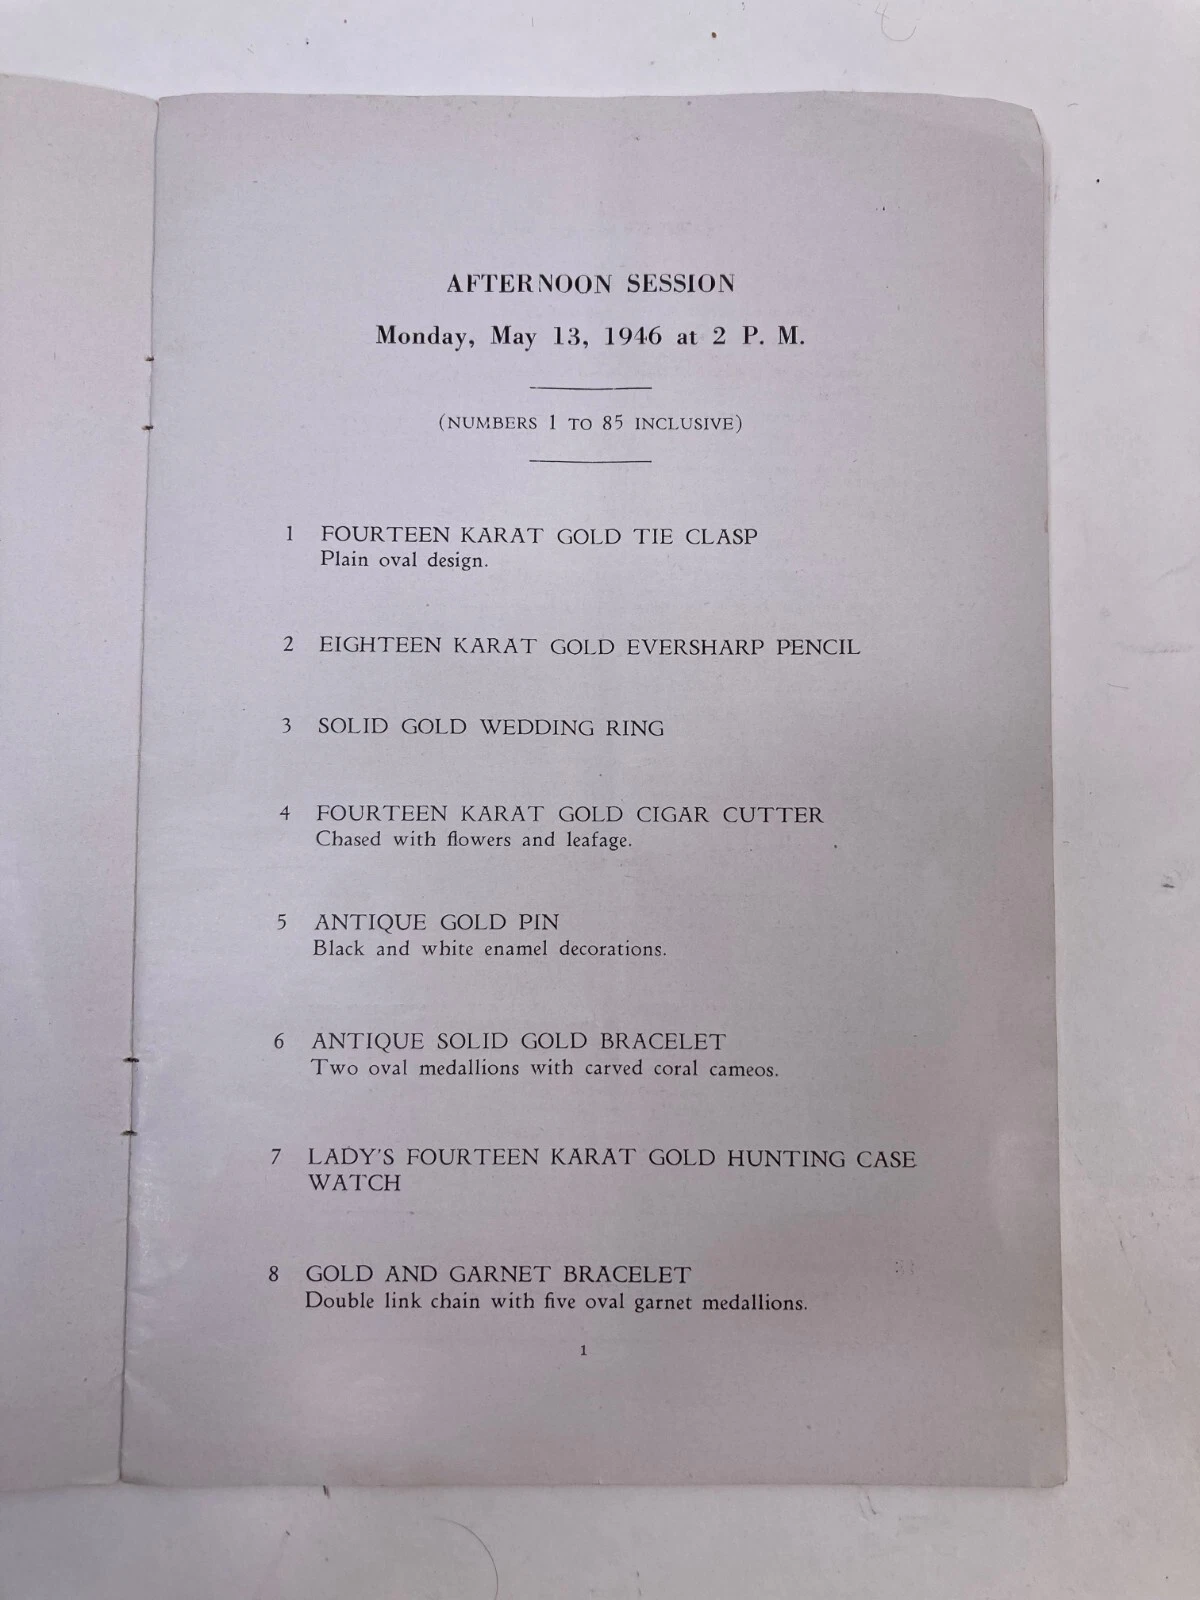 AFTERNOON SESSION
Monday, May 13, 1946 at 2 P. M.
(NUMBERS 1 TO 85 INCLUSIVE)
1 FOURTEEN KARAT GOLD TIE CLASP
Plain oval design.
2 EIGHTEEN KARAT GOLD EVERSHARP PENCIL
3 SOLID GOLD WEDDING RING
4 FOURTEEN KARAT GOLD CIGAR CUTTER
Chased with flowers and leafage.
5 ANTIQUE GOLD PIN
Black and white enamel decorations.
6 ANTIQUE SOLID GOLD BRACELET
Two oval medallions with carved coral cameos.
7 LADY'S FOURTEEN KARAT GOLD HUNTING CASE
WATCH
8 GOLD AND GARNET BRACELET
Double link chain with five oval garnet medallions.
1